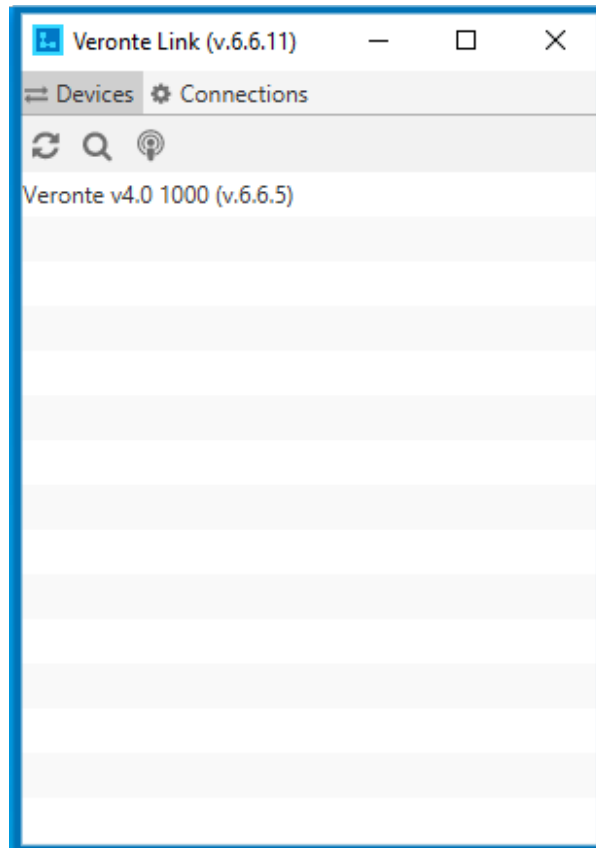 Veronte Link (v.6.6.11)
Devices Connections
Veronte v4.0 1000 (v.6.6.5)